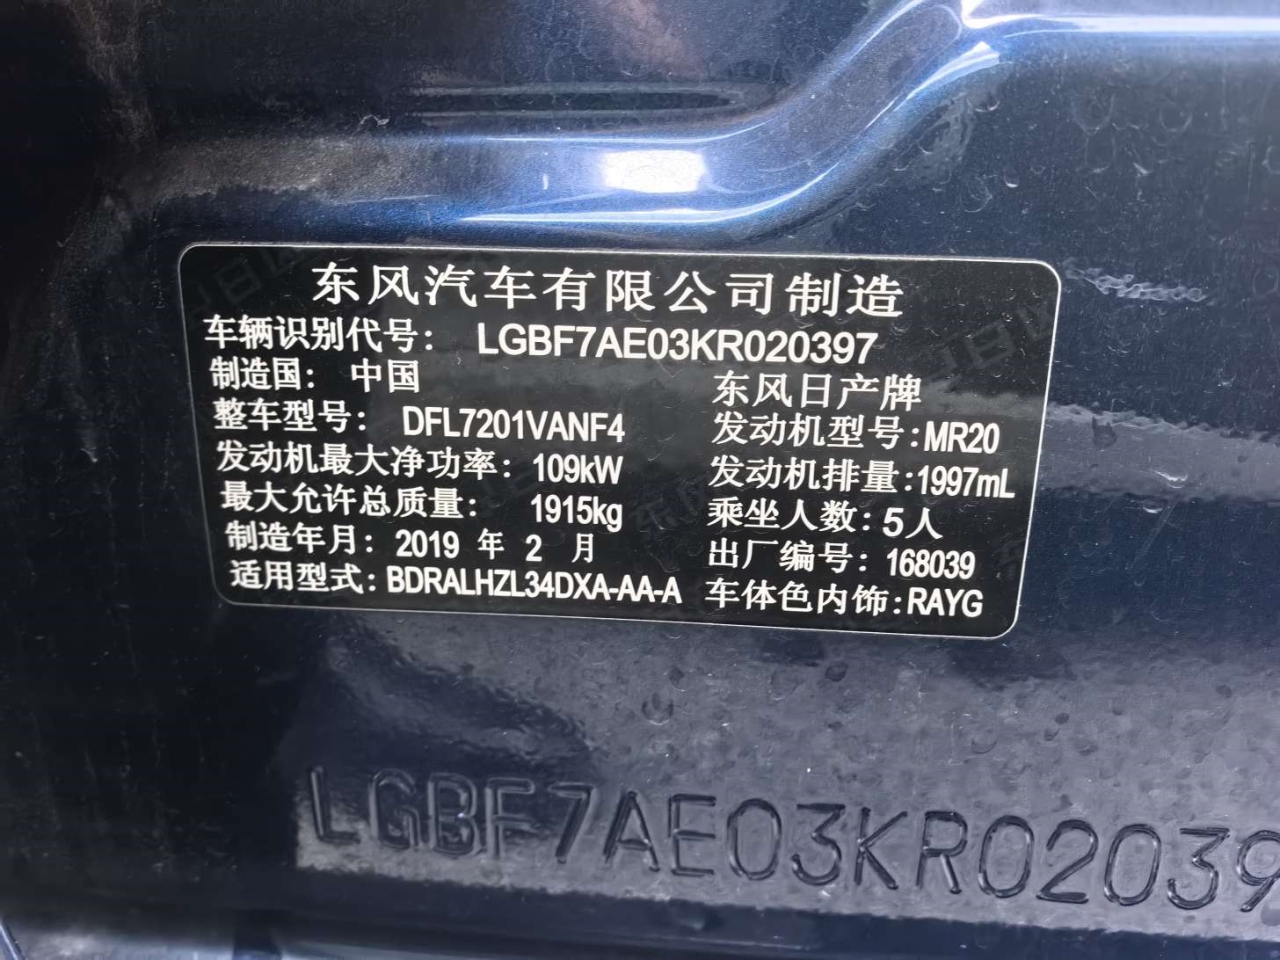 东风汽车有限公司制造
车辆识别代号: LGBF7AE03KR020397
制造国: 中国 东风日产牌
整车型号: DFL7201VANF4 发动机型号:MR20
发动机最大净功率: 109kW 发动机排量:1997mL
最大允许总质量: 1915kg 乘坐人数:5人
制造年月: 2019 年 2 月 出厂编号: 168039
适用型式:BDRALHZL34DXA-AA-A 车体色内饰:RAYG
LGBF7AE03KR02039